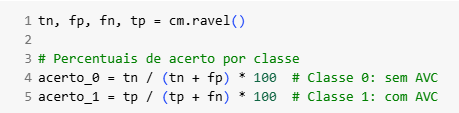 1 tn, fp, fn, tp = cm.ravel()
2
3 # Percentuais de acerto por classe
4 acerto_0 = tn / (tn + fp) * 100  # Classe 0: sem AVC
5 acerto_1 = tp / (tp + fn) * 100  # Classe 1: com AVC